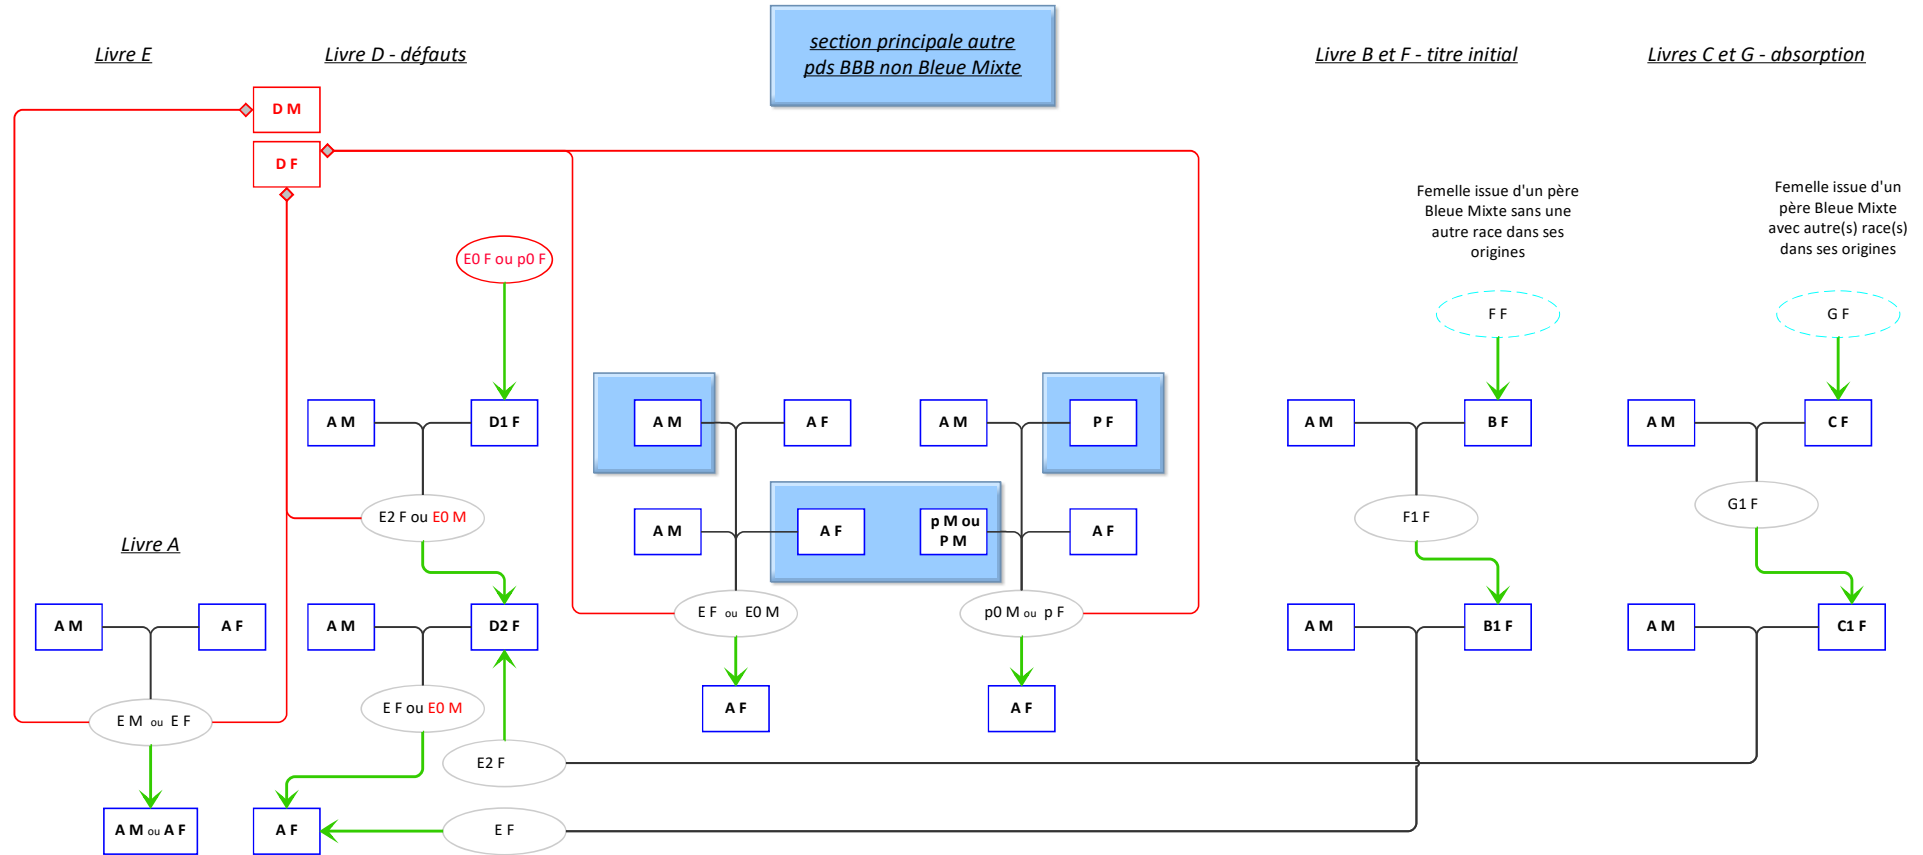 Livre E
Livre D - défauts
section principale autre
pds BBB non Bleue Mixte
Livre B et F - titre initial
Livres C et G - absorption
D M
D F
Femelle issue d'un père
Bleue Mixte sans une
autre race dans ses
origines
Femelle issue d'un
père Bleue Mixte
avec autre(s) race(s)
dans ses origines
E0 F ou p0 F
F F
G F
A M
D1 F
A M
A F
A M
P F
A M
B F
A M
C F
E2 F ou E0 M
A M
A F
p M ou
P M
A F
F1 F
G1 F
Livre A
A M
A F
A M
D2 F
E F ou E0 M
p0 M ou p F
A M
B1 F
A M
C1 F
E M ou E F
E F ou E0 M
A F
A F
E2 F
A M ou A F
A F
E F